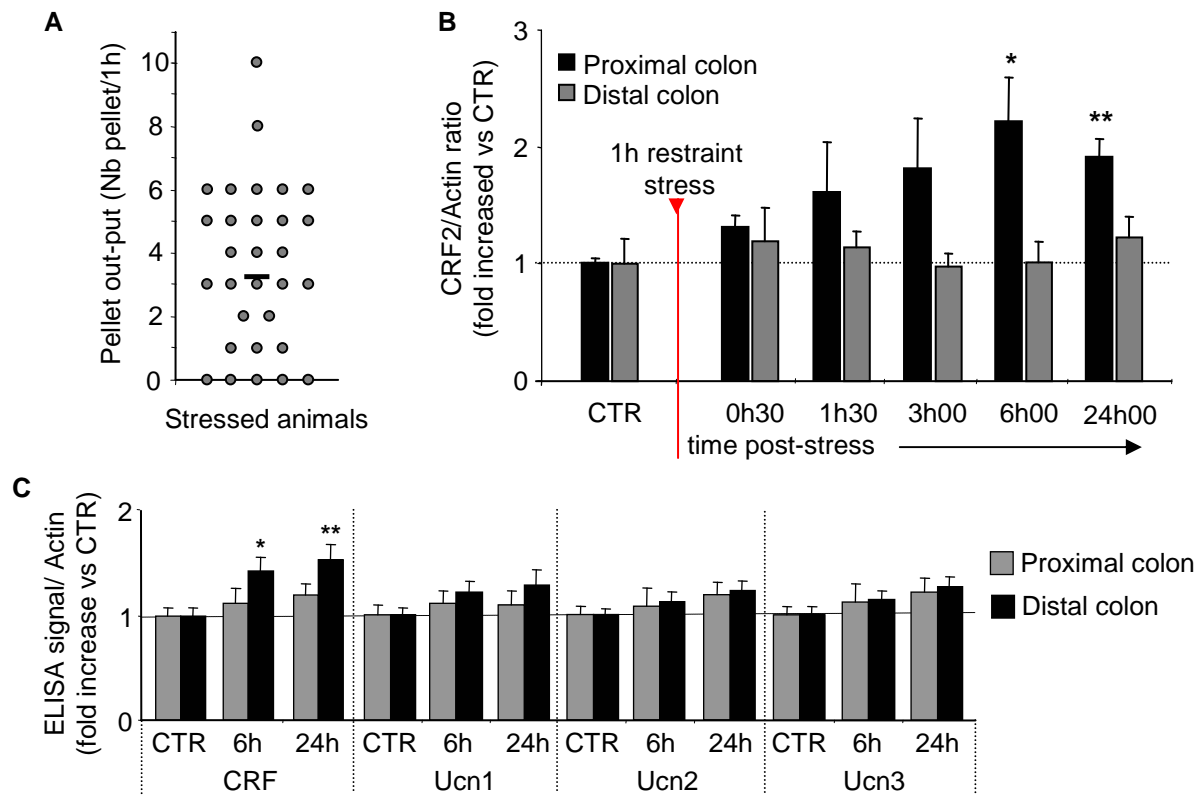 A
Pellet out-put (Nb pellet/1h)
10
8
6
4
2
0
Stressed animals
B
CRF2/Actin ratio
(fold increased vs CTR)
3
2
1
0
Proximal colon
Distal colon
1h restraint
stress
*
**
CTR
0h30
1h30
3h00
6h00
24h00
time post-stress
C
ELISA signal/ Actin
(fold increase vs CTR)
2
1
0
*
**
Proximal colon
Distal colon
CTR 6h 24h CTR 6h 24h CTR 6h 24h CTR 6h 24h
CRF Ucn1 Ucn2 Ucn3